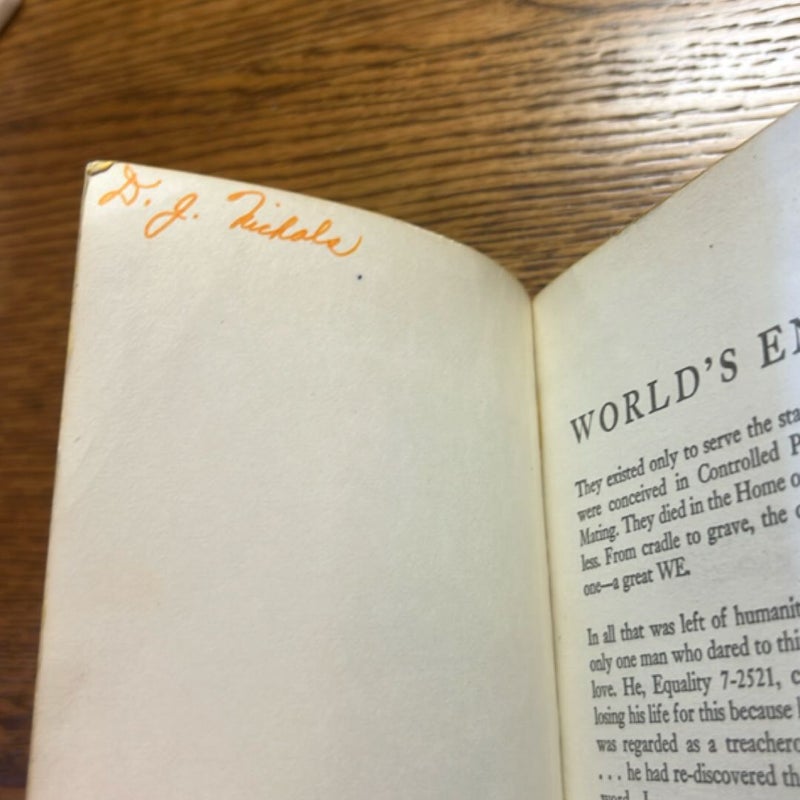 D. J. Nichols
WORLD'S EN
They existed only to serve the sta
were conceived in Controlled P
Mating. They died in the Home o
less. From cradle to grave, the c
one—a great WE.
In all that was left of humanit
only one man who dared to thi
love. He, Equality 7-2521, c
losing his life for this because
was regarded as a treachero
... he had re-discovered th
word I